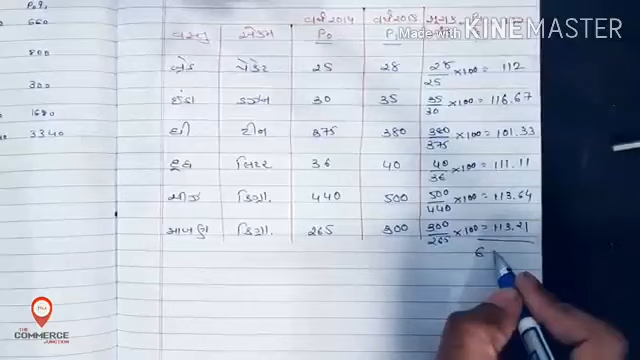 P₀q₁
660
800
300
1680
3340
વર્ષ 2014 વર્ષ 2015
વસ્તુ એકમ P₀ P₁
બ્રેડ પેકેટ 25 28 28/25 × 100 = 112
ઇંડા ડઝન 30 35 35/30 × 100 = 116.67
ઘી ટીન 375 380 380/375 × 100 = 101.33
દૂધ લિટર 36 40 40/36 × 100 = 111.11
ચીઝ કિગ્રા. 440 500 500/440 × 100 = 113.64
માખણ કિગ્રા. 265 300 300/265 × 100 = 113.21
6
Made with KINEMASTER
THE
COMMERCE
JUNCTION